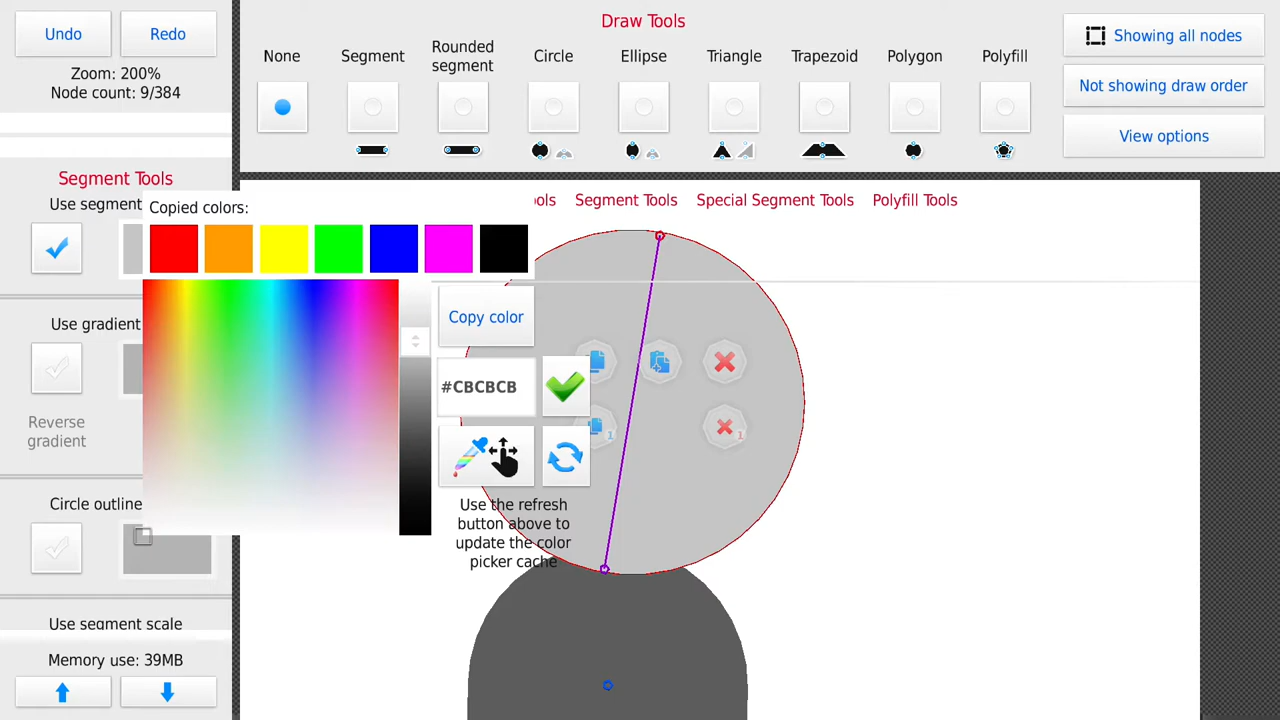 Undo
Redo
Zoom: 200%
Node count: 9/384
Draw Tools
None
Segment
Rounded
segment
Circle
Ellipse
Triangle
Trapezoid
Polygon
Polyfill
Showing all nodes
Not showing draw order
View options
Segment Tools
Use segment
Copied colors:
ols
Segment Tools
Special Segment Tools
Polyfill Tools
Use gradient
Reverse
gradient
Circle outline
Copy color
#CBCBCB
1
1
Use the refresh
button above to
update the color
picker cache
Use segment scale
Memory use: 39MB